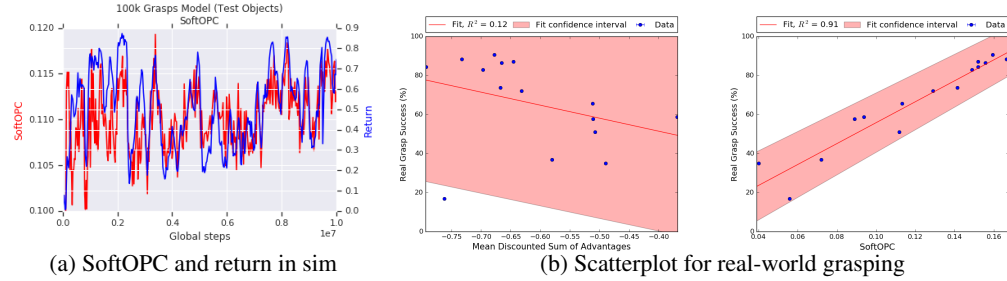 100k Grasps Model (Test Objects)
SoftOPC
0.120
0.115
0.110
0.105
0.100
SoftOPC
0.9
0.8
0.7
0.6
0.5
0.4
0.3
0.2
0.1
0.0
Return
0.0 0.2 0.4 0.6 0.8 1.0
1e7
Global steps
(a) SoftOPC and return in sim
Fit, R² = 0.12 Fit confidence interval Data
100
80
60
40
20
0
Real Grasp Success (%)
−0.75 −0.70 −0.65 −0.60 −0.55 −0.50 −0.45 −0.40
Mean Discounted Sum of Advantages
Fit, R² = 0.91 Fit confidence interval Data
100
80
60
40
20
0
Real Grasp Success (%)
0.04 0.06 0.08 0.10 0.12 0.14 0.16
SoftOPC
(b) Scatterplot for real-world grasping